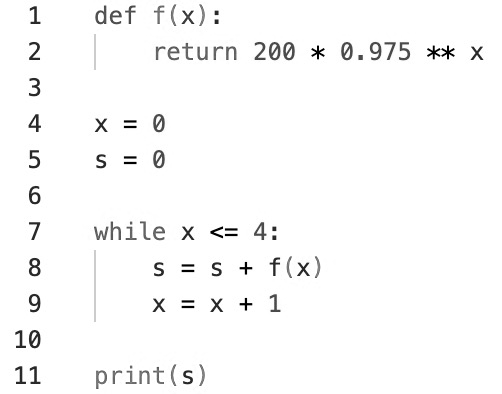 1 def f(x):
2     return 200 * 0.975 ** x
3
4 x = 0
5 s = 0
6
7 while x <= 4:
8     s = s + f(x)
9     x = x + 1
10
11 print(s)